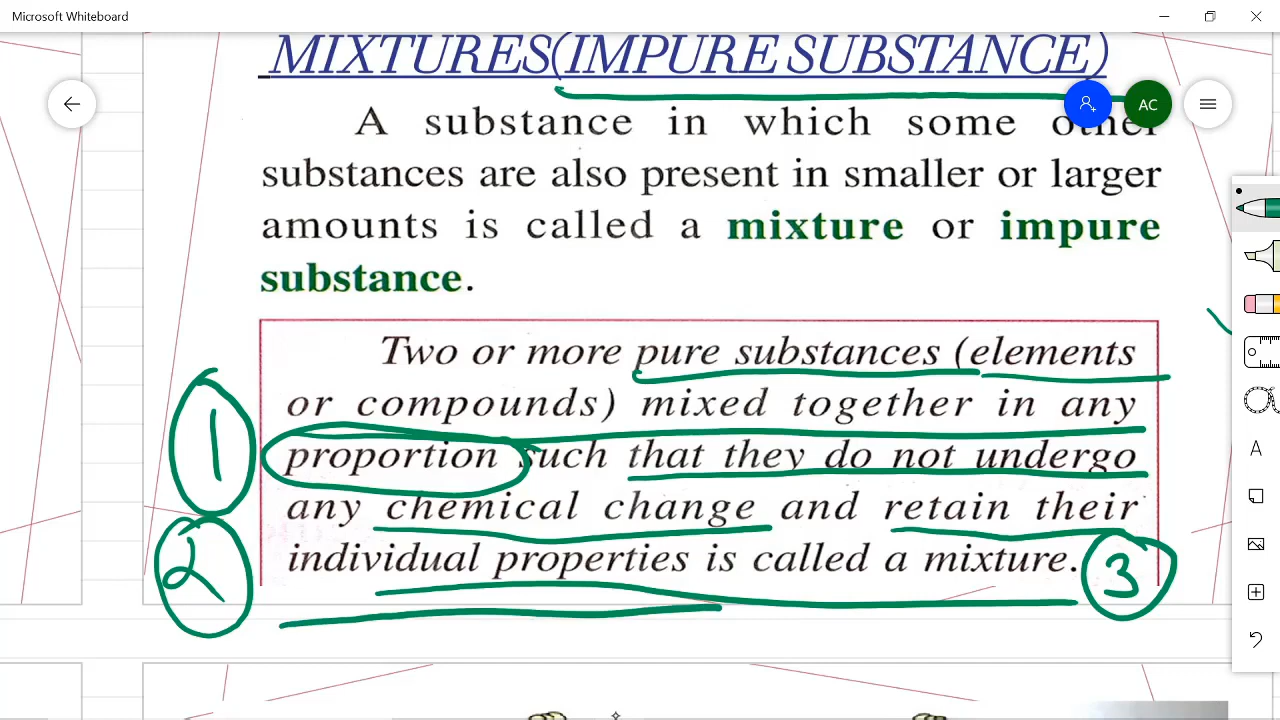 Microsoft Whiteboard
MIXTURES(IMPURE SUBSTANCE)
AC
A substance in which some other
substances are also present in smaller or larger
amounts is called a mixture or impure
substance.
Two or more pure substances (elements
or compounds) mixed together in any
1
proportion such that they do not undergo
any chemical change and retain their
2
individual properties is called a mixture.
3
A